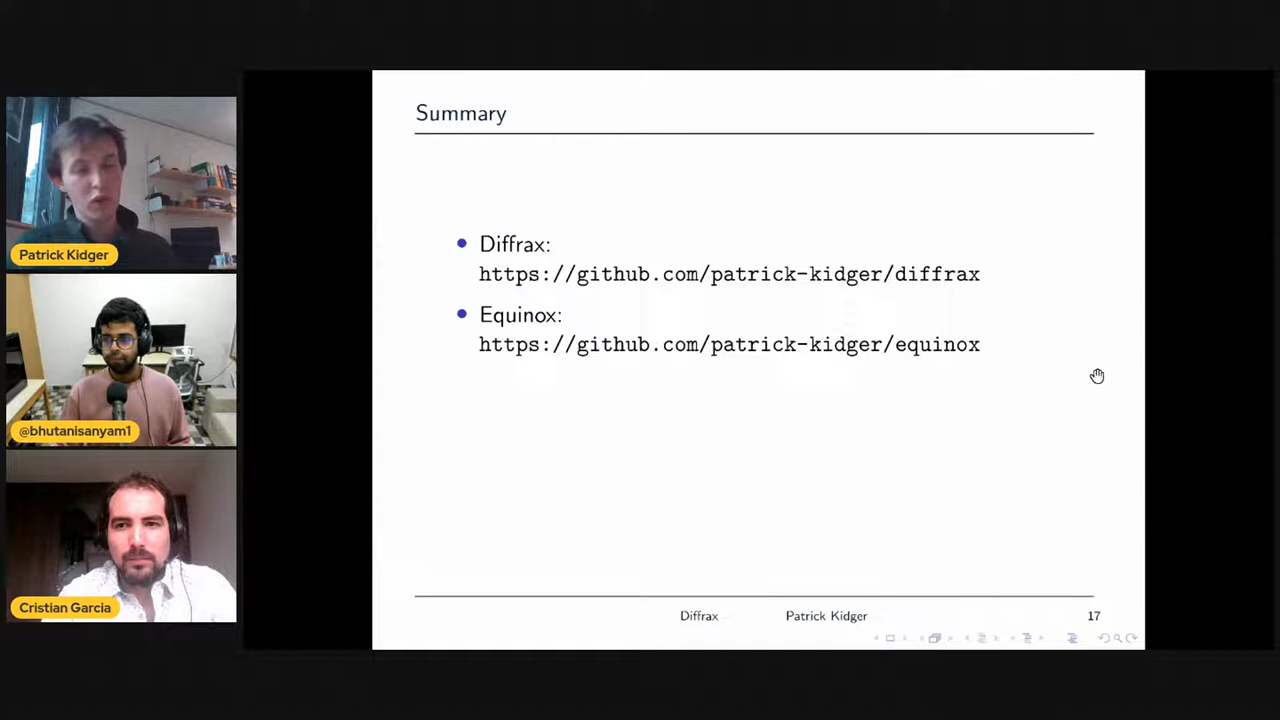 Patrick Kidger
@bhutanisanyam1
Cristian Garcia
Summary
Diffrax:
https://github.com/patrick-kidger/diffrax
Equinox:
https://github.com/patrick-kidger/equinox
Diffrax Patrick Kidger 17